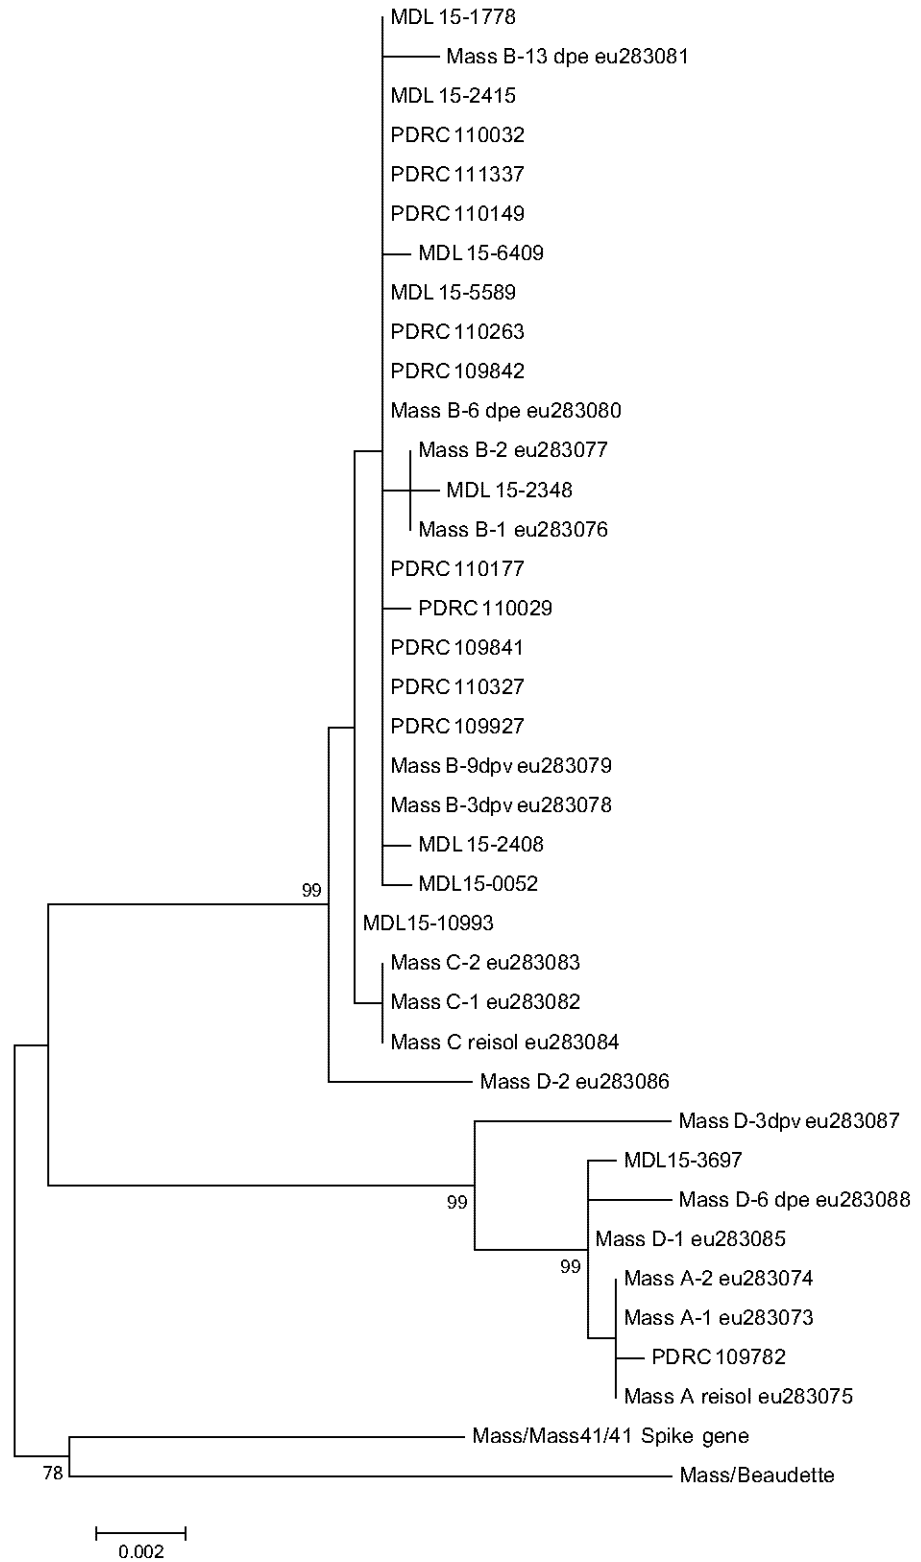 MDL 15-1778
Mass B-13 dpe eu283081
MDL 15-2415
PDRC 110032
PDRC 111337
PDRC 110149
MDL 15-6409
MDL 15-5589
PDRC 110263
PDRC 109842
Mass B-6 dpe eu283080
Mass B-2 eu283077
MDL 15-2348
Mass B-1 eu283076
PDRC 110177
PDRC 110029
PDRC 109841
PDRC 110327
PDRC 109927
Mass B-9dpv eu283079
Mass B-3dpv eu283078
MDL 15-2408
MDL15-0052
99
MDL15-10993
Mass C-2 eu283083
Mass C-1 eu283082
Mass C reisol eu283084
Mass D-2 eu283086
Mass D-3dpv eu283087
MDL15-3697
99
Mass D-6 dpe eu283088
Mass D-1 eu283085
99
Mass A-2 eu283074
Mass A-1 eu283073
PDRC 109782
Mass A reisol eu283075
Mass/Mass41/41 Spike gene
78
Mass/Beaudette
0.002